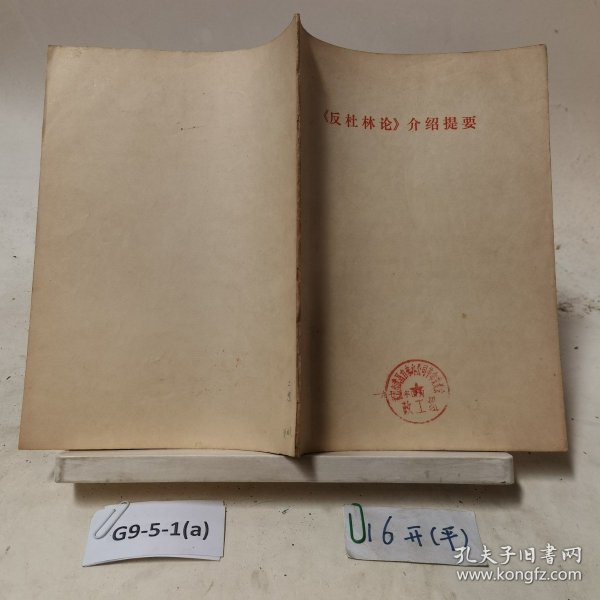 《反杜林论》介绍提要
政工组
G9-5-1(a)
16开(平)
孔夫子旧书网
www.kongfz.com